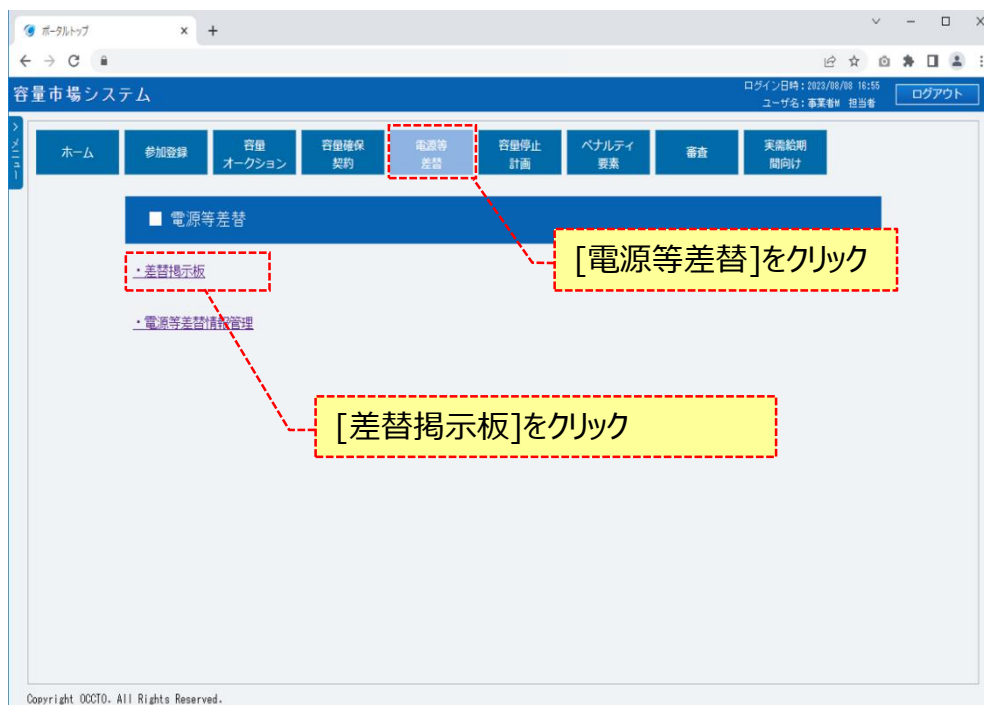 ポータルトップ
容量市場システム
ログイン日時：2023/08/08 16:55
ユーザ名：事業者W 担当者
ログアウト
メニュー
ホーム
参加登録
容量
オークション
容量確保
契約
電源等
差替
容量停止
計画
ペナルティ
要素
審査
実需給期
間向け
■ 電源等差替
[電源等差替]をクリック
・差替掲示板
・電源等差替情報管理
[差替掲示板]をクリック
Copyright OCCTO. All Rights Reserved.